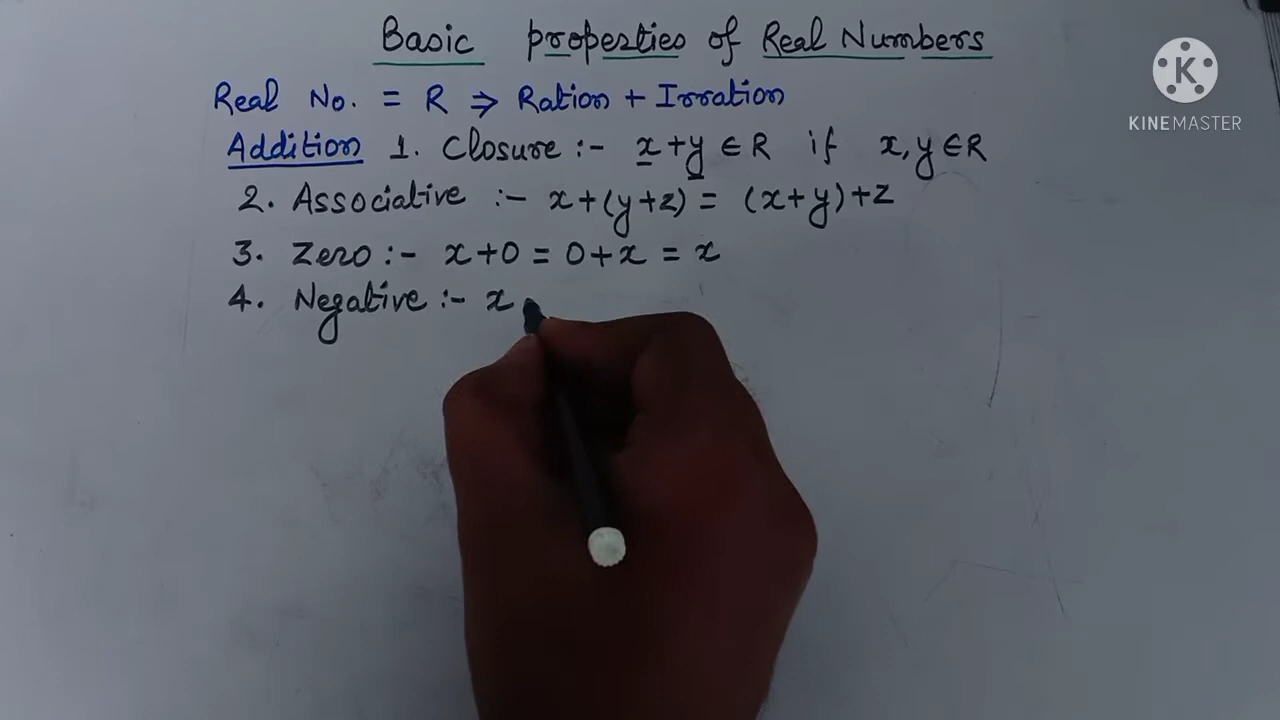 Basic properties of Real Numbers
Real No. = R ⇒ Ration + Irration
Addition 1. Closure :- x+y ∈ R if x, y ∈ R
2. Associative :- x+(y+z) = (x+y)+z
3. Zero :- x+0 = 0+x = x
4. Negative :- x
K
KINEMASTER